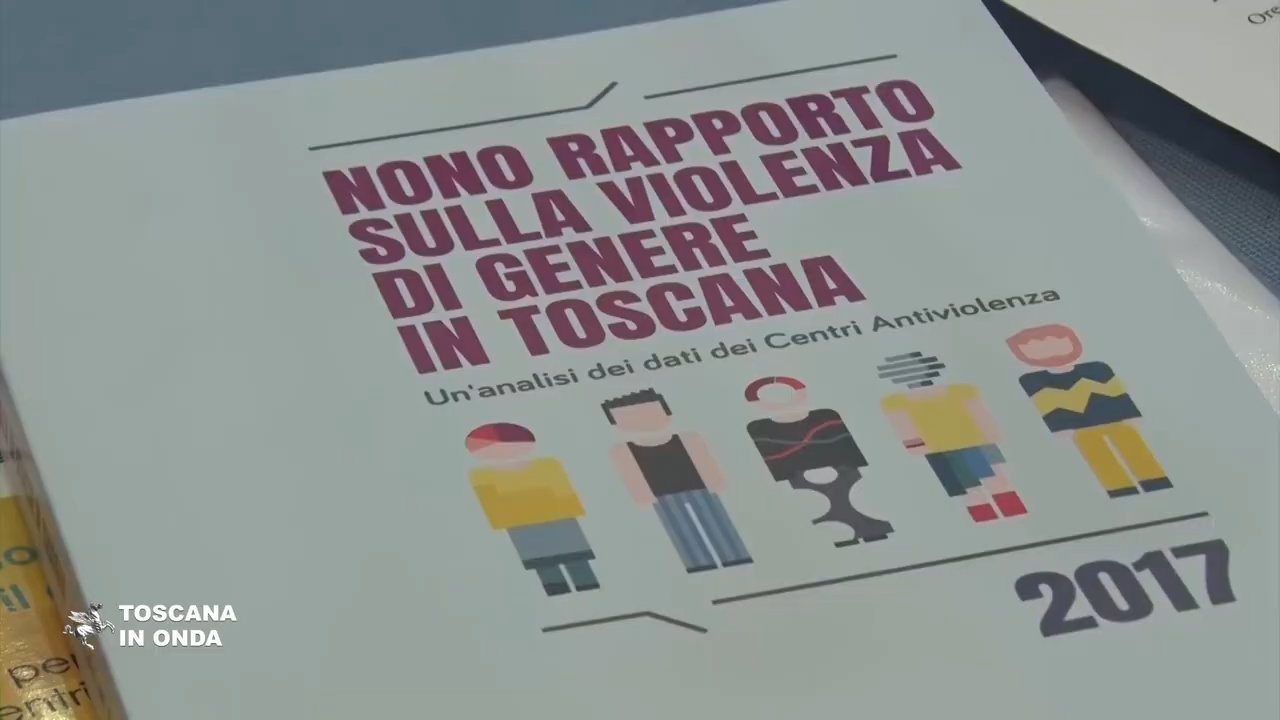 NONO RAPPORTO
SULLA VIOLENZA
DI GENERE
IN TOSCANA
Un'analisi dei dati dei Centri Antiviolenza
2017
TOSCANA
IN ONDA
il